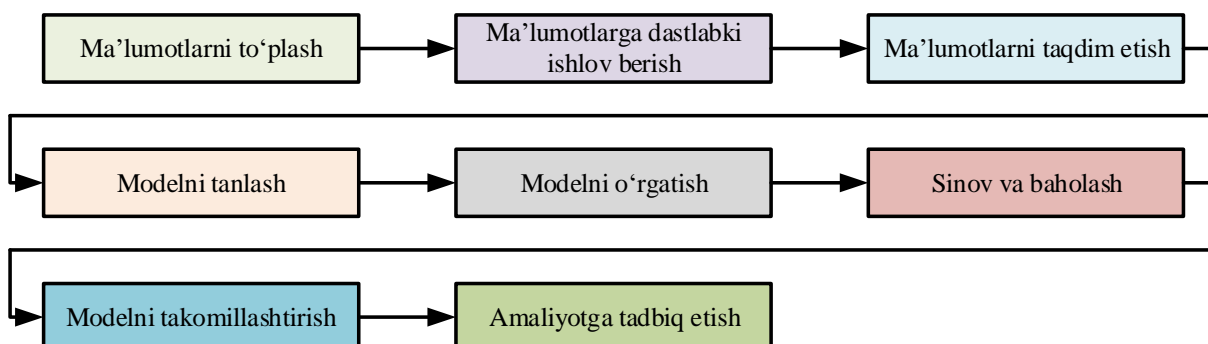 Ma’lumotlarni to‘plash
Ma’lumotlarga dastlabki
ishlov berish
Ma’lumotlarni taqdim etish
Modelni tanlash
Modelni o‘rgatish
Sinov va baholash
Modelni takomillashtirish
Amaliyotga tadbiq etish